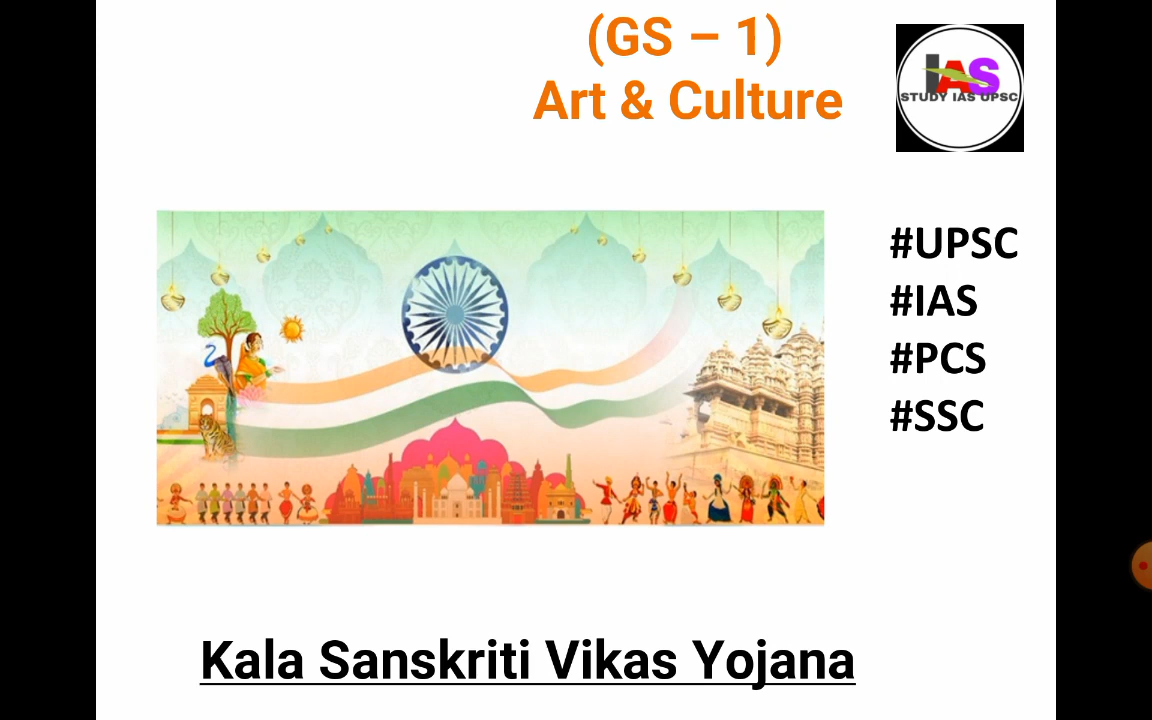 (GS – 1)
Art & Culture
IAS
STUDY IAS UPSC
#UPSC
#IAS
#PCS
#SSC
Kala Sanskriti Vikas Yojana